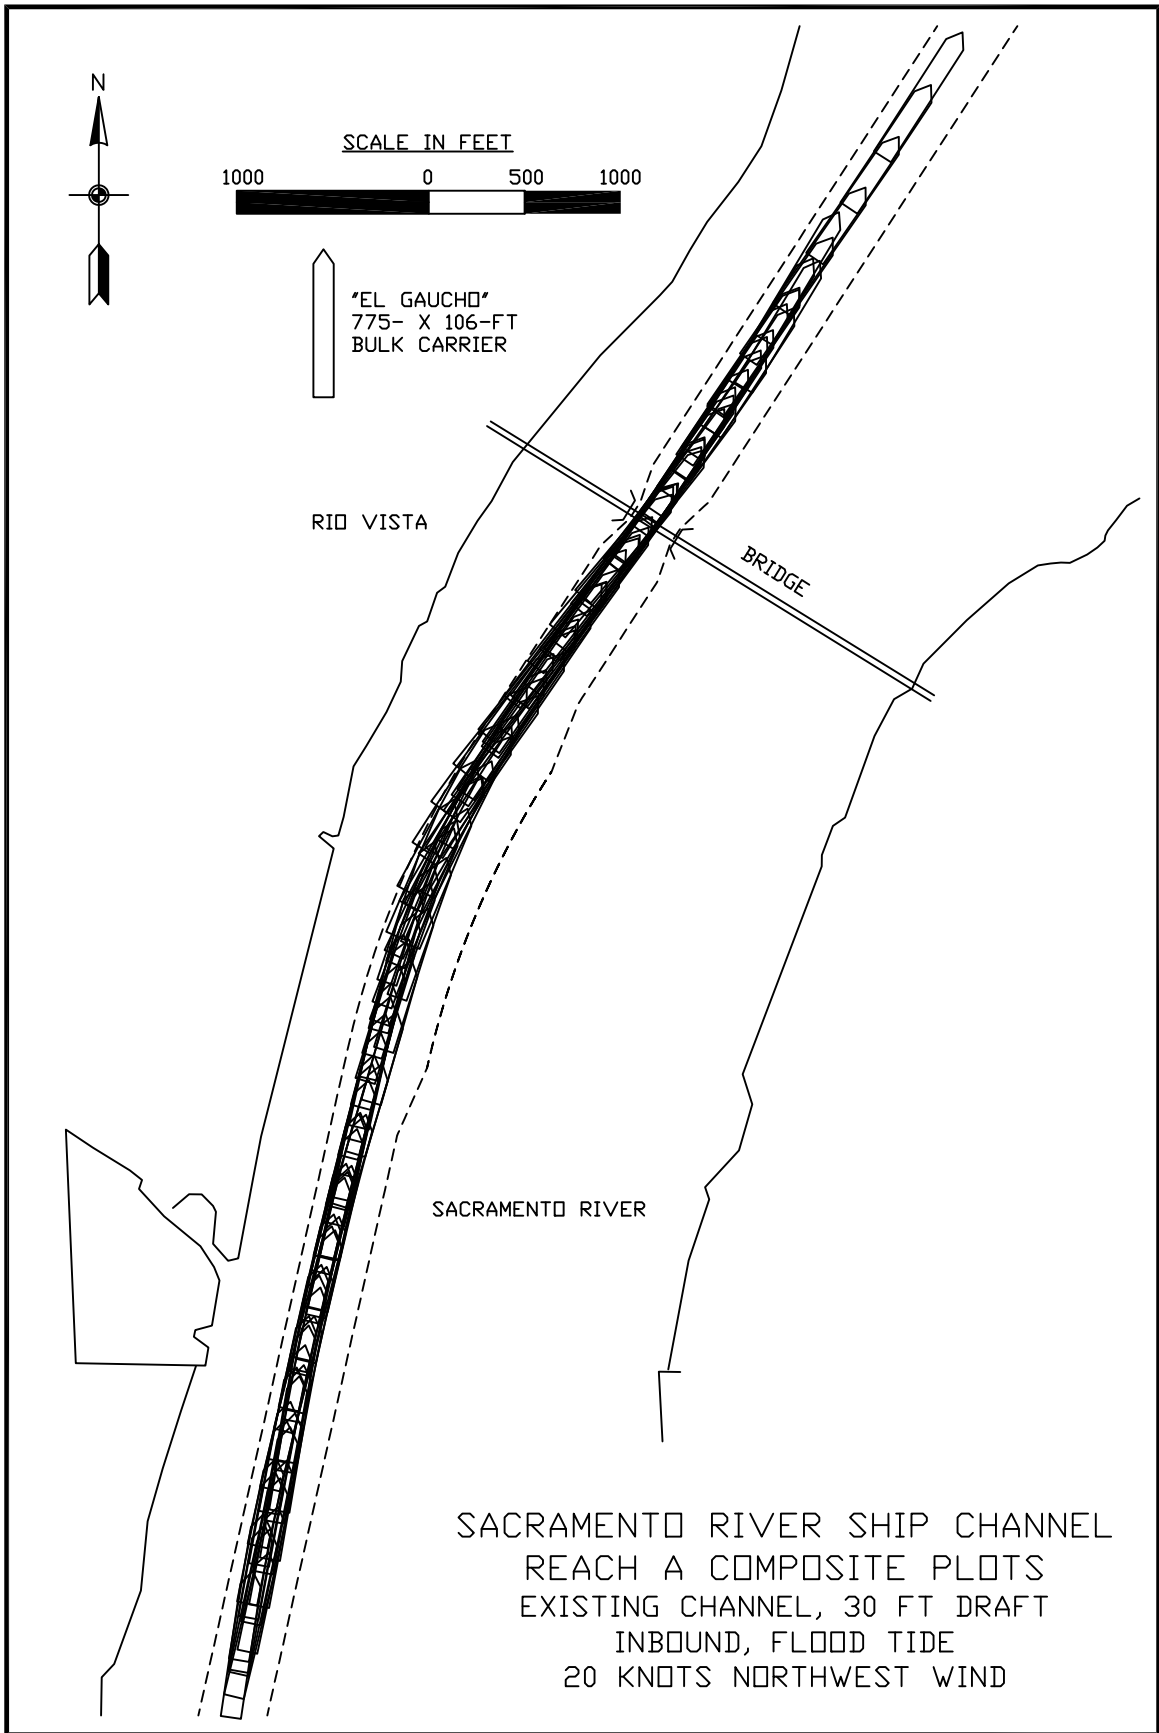 N
SCALE IN FEET
1000 0 500 1000
"EL GAUCHO"
775- X 106-FT
BULK CARRIER
RIO VISTA
BRIDGE
SACRAMENTO RIVER
SACRAMENTO RIVER SHIP CHANNEL
REACH A COMPOSITE PLOTS
EXISTING CHANNEL, 30 FT DRAFT
INBOUND, FLOOD TIDE
20 KNOTS NORTHWEST WIND